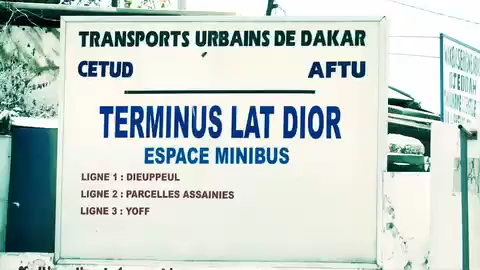 TRANSPORTS URBAINS DE DAKAR
CETUD AFTU
TERMINUS LAT DIOR
ESPACE MINIBUS
LIGNE 1 : DIEUPPEUL
LIGNE 2 : PARCELLES ASSAINIES
LIGNE 3 : YOFF